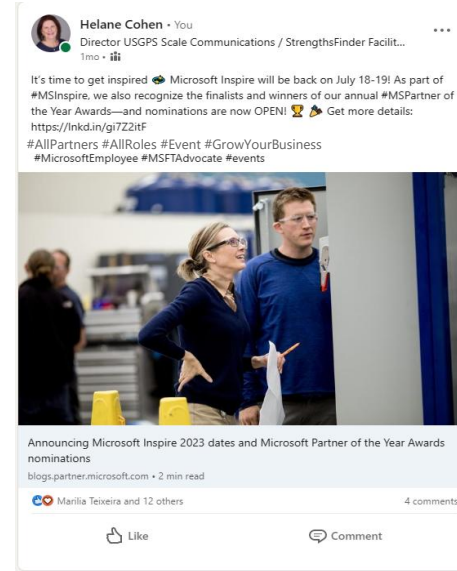 Helane Cohen • You
Director USGPS Scale Communications / StrengthsFinder Facilit...
1mo •
It's time to get inspired Microsoft Inspire will be back on July 18-19! As part of
#MSInspire, we also recognize the finalists and winners of our annual #MSPartner of
the Year Awards—and nominations are now OPEN! 🏆 🎉 Get more details:
https://lnkd.in/gi7Z2itF
#AllPartners #AllRoles #Event #GrowYourBusiness
#MicrosoftEmployee #MSFTAdvocate #events
Announcing Microsoft Inspire 2023 dates and Microsoft Partner of the Year Awards
nominations
blogs.partner.microsoft.com • 2 min read
Marilia Teixeira and 12 others 4 comments
Like Comment